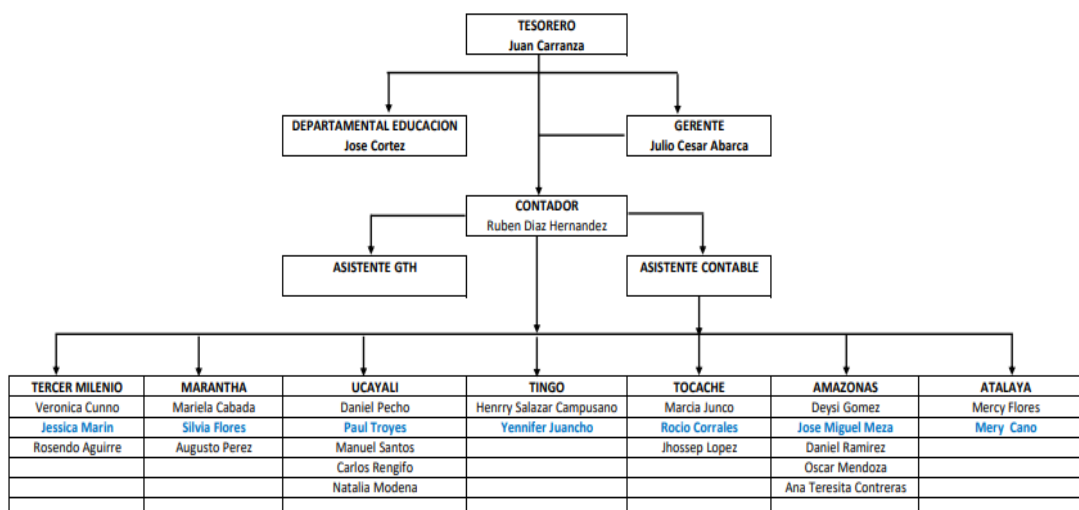 TESORERO
Juan Carranza
DEPARTAMENTAL EDUCACION
Jose Cortez
GERENTE
Julio Cesar Abarca
CONTADOR
Ruben Diaz Hernandez
ASISTENTE GTH
ASISTENTE CONTABLE
TERCER MILENIO MARANTHA UCAYALI TINGO TOCACHE AMAZONAS ATALAYA
Veronica Cunno Mariela Cabada Daniel Pecho Henrry Salazar Campusano Marcia Junco Deysi Gomez Mercy Flores
Jessica Marin Silvia Flores Paul Troyes Yennifer Juancho Rocio Corrales Jose Miguel Meza Mery Cano
Rosendo Aguirre Augusto Perez Manuel Santos Jhossep Lopez Daniel Ramirez
Carlos Rengifo Oscar Mendoza
Natalia Modena Ana Teresita Contreras